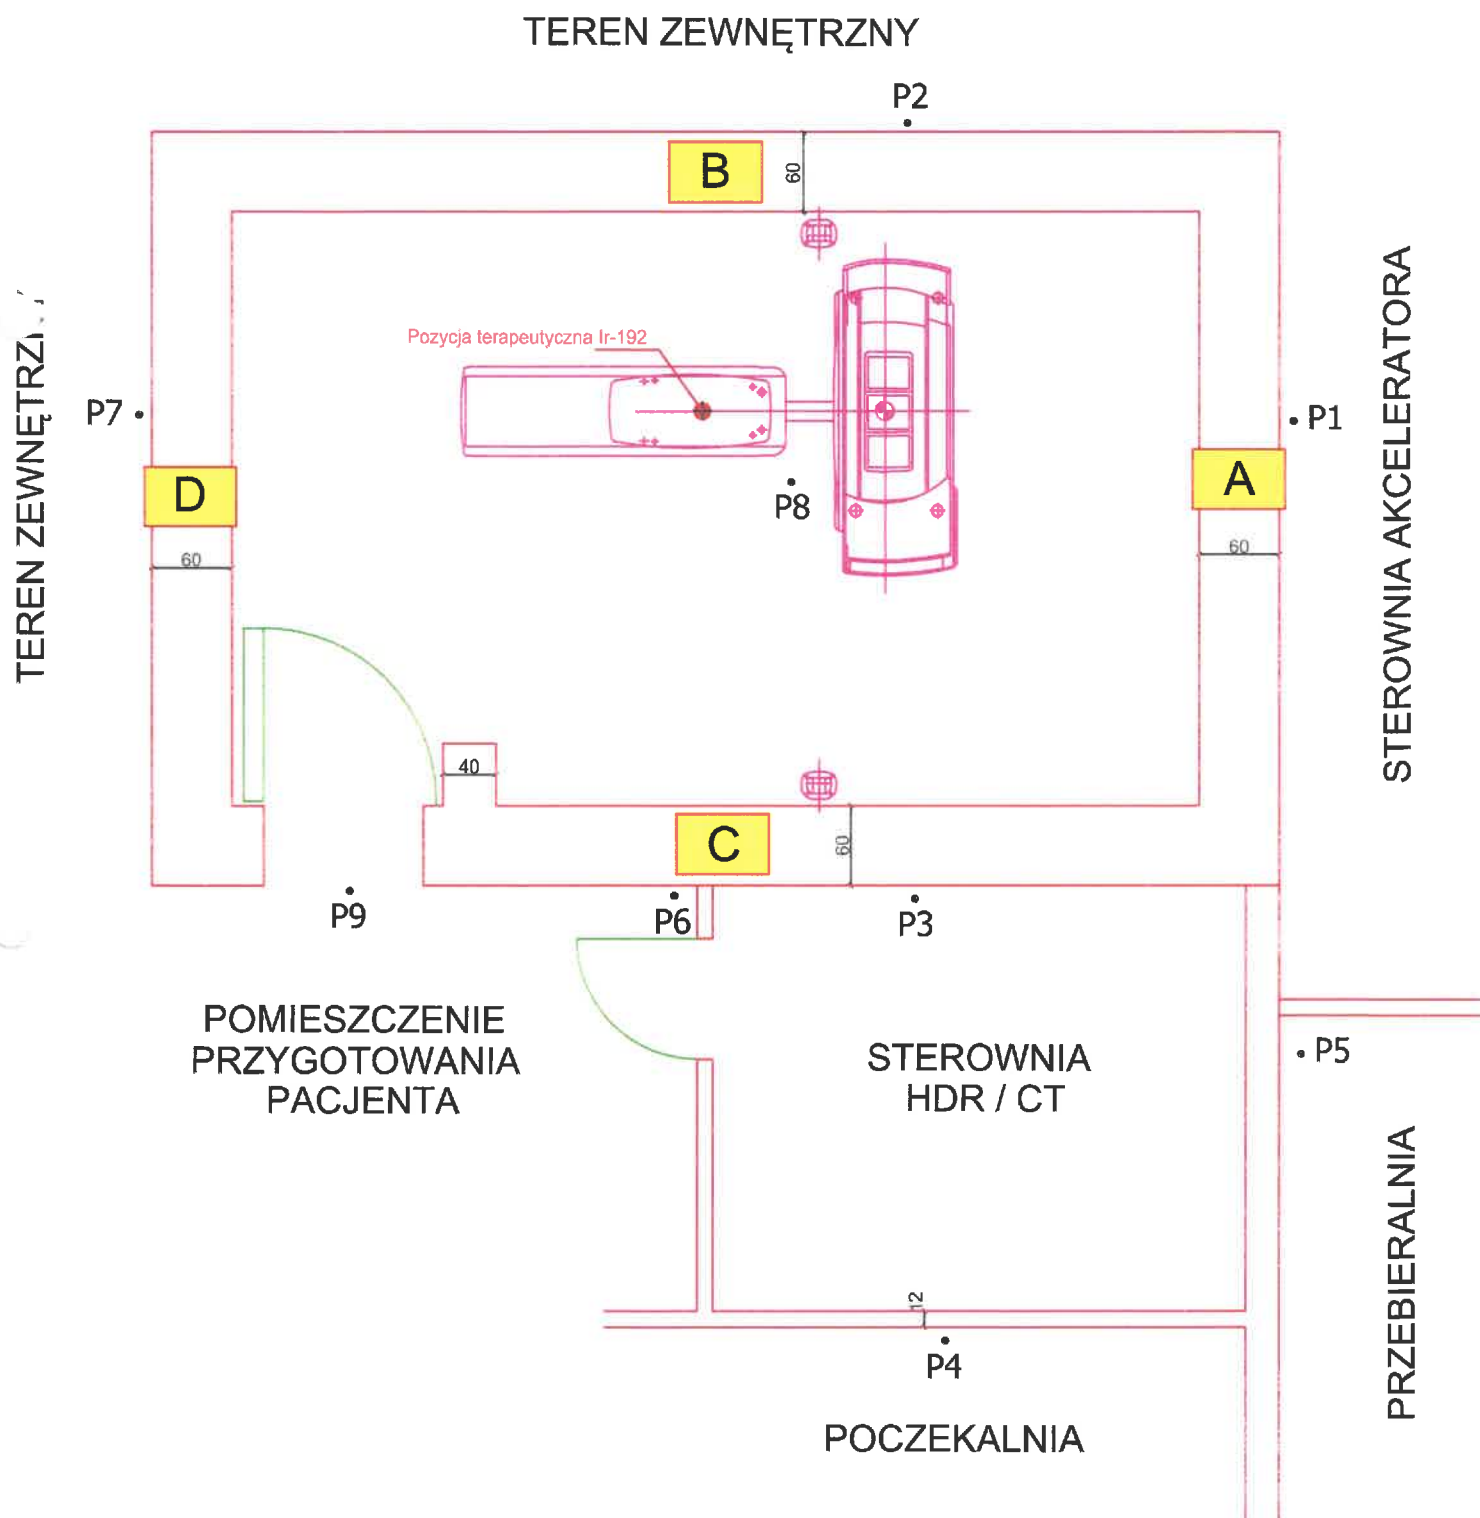 TEREN ZEWNĘTRZNY
P2
B
60
Pozycja terapeutyczna Ir-192
P7
P1
P8
D
A
60
60
TEREN
STEROWNIA AKCELERATORA
40
C
60
P9
P6
P3
POMIESZCZENIE
PRZYGOTOWANIA
PACJENTA
STEROWNIA
HDR / CT
P5
12
P4
PRZEBIERALNIA
POCZEKALNIA